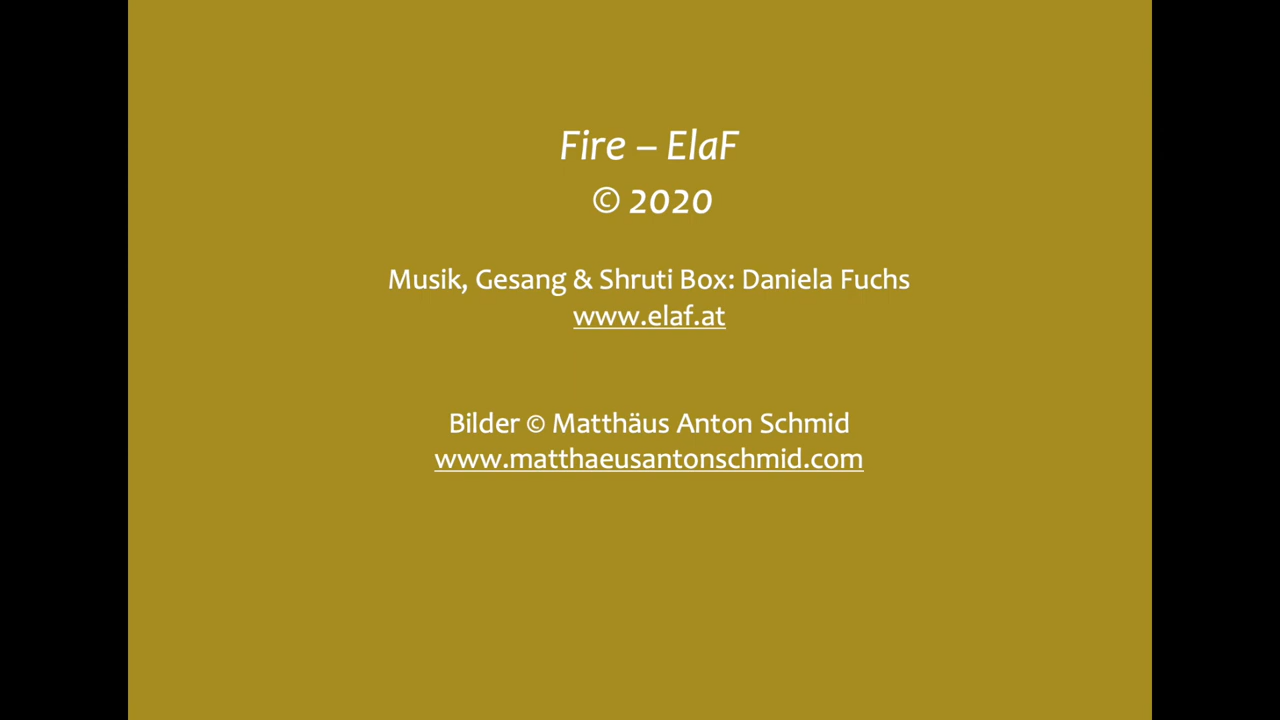 Fire – ElaF
© 2020
Musik, Gesang & Shruti Box: Daniela Fuchs
www.elaf.at
Bilder © Matthäus Anton Schmid
www.matthaeusantonschmid.com